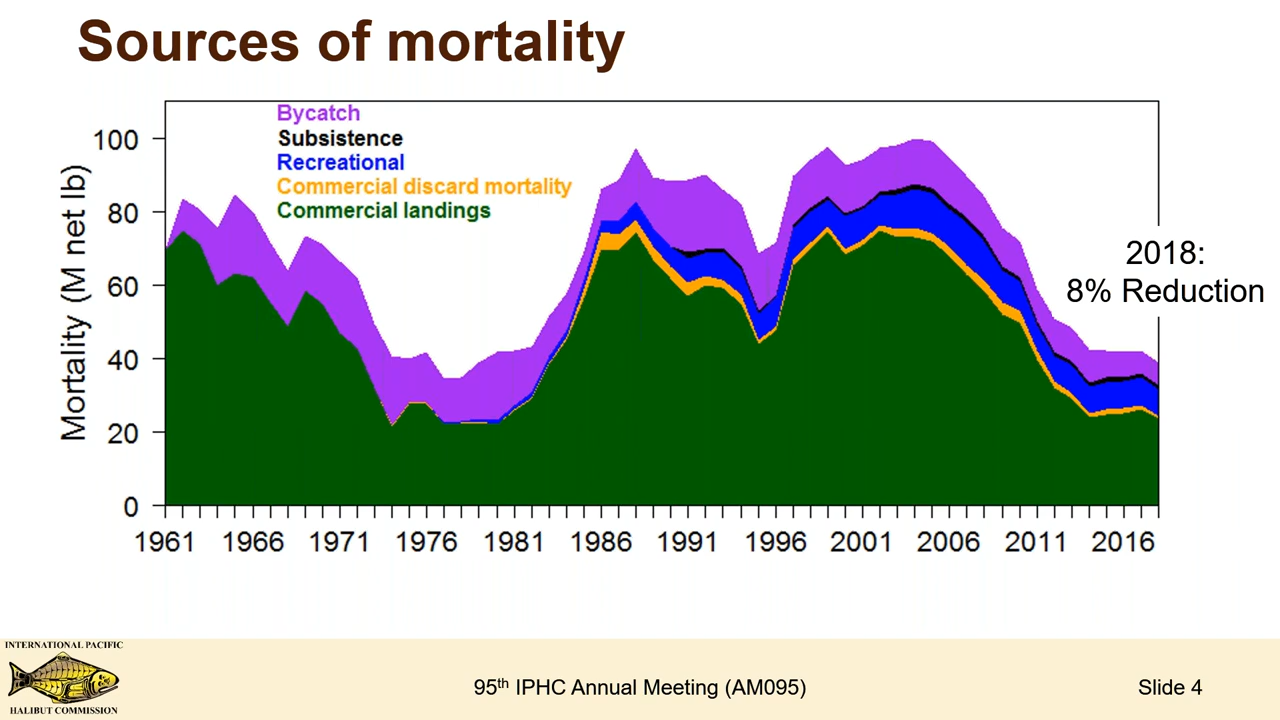 Sources of mortality
Bycatch
Subsistence
Recreational
Commercial discard mortality
Commercial landings
Mortality (M net lb)
100
80
60
40
20
0
1961 1966 1971 1976 1981 1986 1991 1996 2001 2006 2011 2016
2018:
8% Reduction
INTERNATIONAL PACIFIC
HALIBUT COMMISSION
95th IPHC Annual Meeting (AM095)
Slide 4